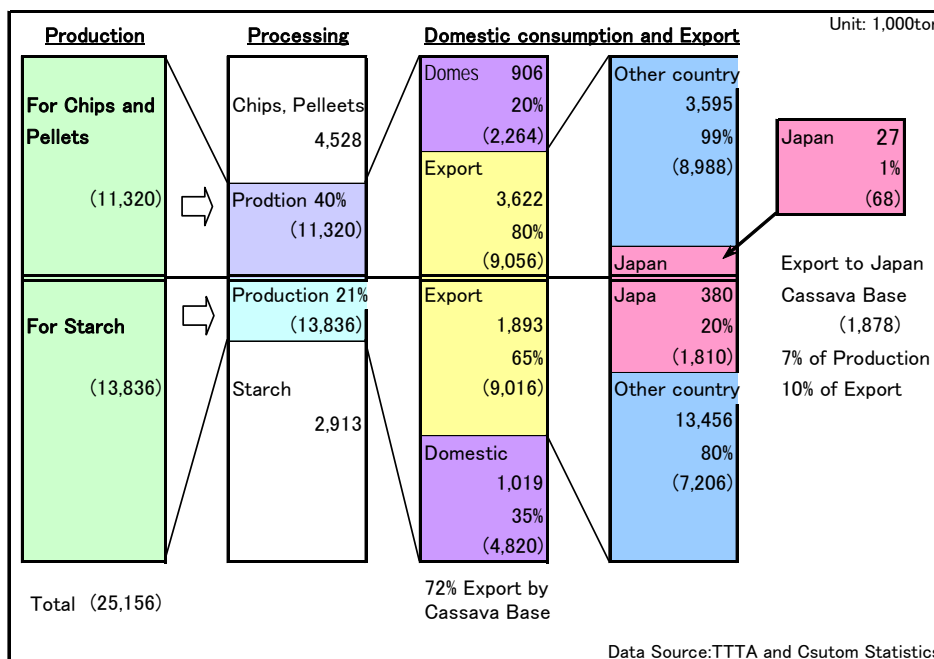 Unit: 1,000ton
Production
Processing
Domestic consumption and Export
For Chips and
Pellets
(11,320)
Chips, Pelleets
4,528
Prodtion 40%
(11,320)
Domes 906
20%
(2,264)
Export
3,622
80%
(9,056)
Other country
3,595
99%
(8,988)
Japan
Japan 27
1%
(68)
For Starch
(13,836)
Production 21%
(13,836)
Starch
2,913
Export
1,893
65%
(9,016)
Domestic
1,019
35%
(4,820)
Japa 380
20%
(1,810)
Other country
13,456
80%
(7,206)
Export to Japan
Cassava Base
(1,878)
7% of Production
10% of Export
Total (25,156)
72% Export by
Cassava Base
Data Source:TTTA and Csutom Statistics